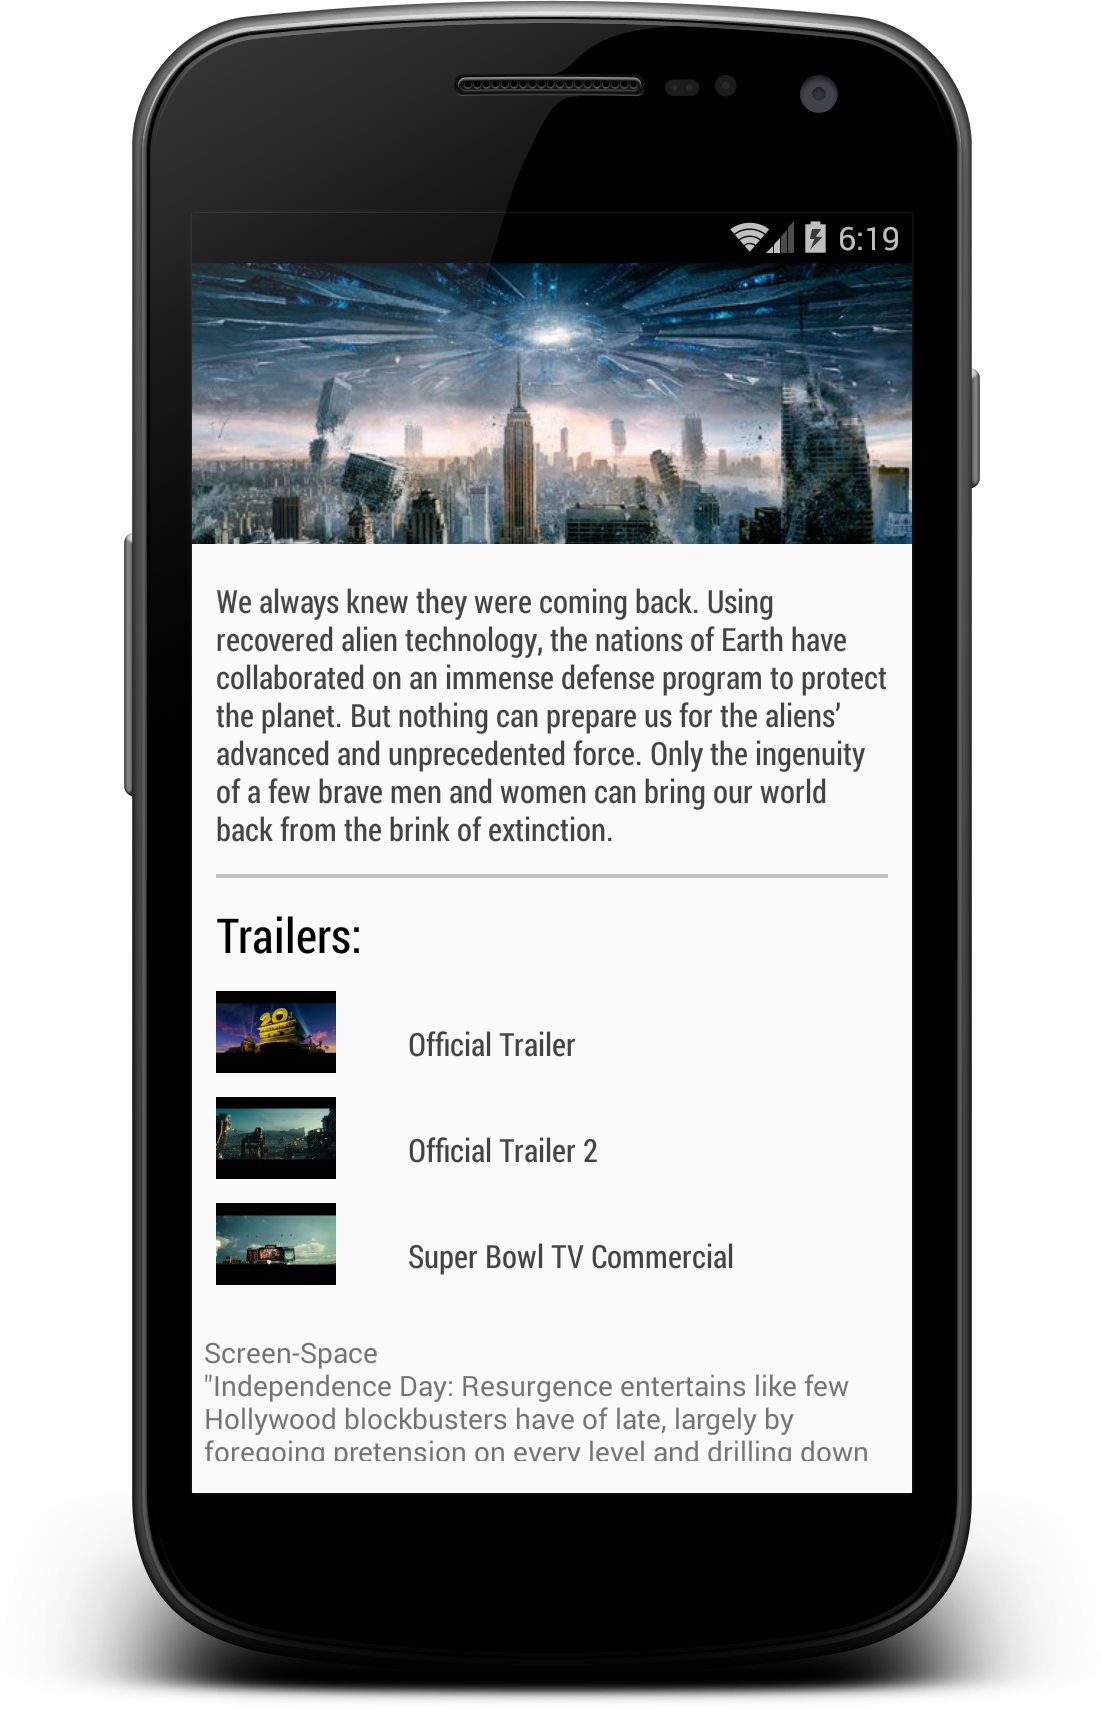 6:19
We always knew they were coming back. Using
recovered alien technology, the nations of Earth have
collaborated on an immense defense program to protect
the planet. But nothing can prepare us for the aliens’
advanced and unprecedented force. Only the ingenuity
of a few brave men and women can bring our world
back from the brink of extinction.
Trailers:
20
Official Trailer
Official Trailer 2
Super Bowl TV Commercial
Screen-Space
"Independence Day: Resurgence entertains like few
Hollywood blockbusters have of late, largely by
foregoing pretension on every level and drilling down